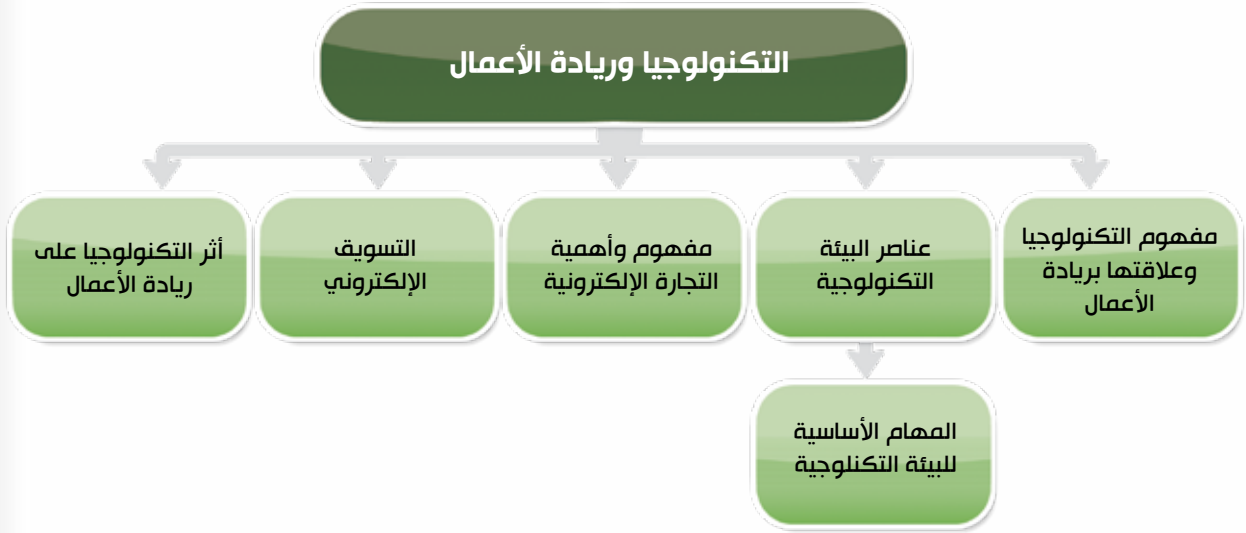 التكنولوجيا وريادة الأعمال
مفهوم التكنولوجيا
وعلاقتها بريادة
الأعمال
عناصر البيئة
التكنولوجية
مفهوم وأهمية
التجارة الإلكترونية
التسويق
الإلكتروني
أثر التكنولوجيا على
ريادة الأعمال
المهام الأساسية
للبيئة التكنلوجية